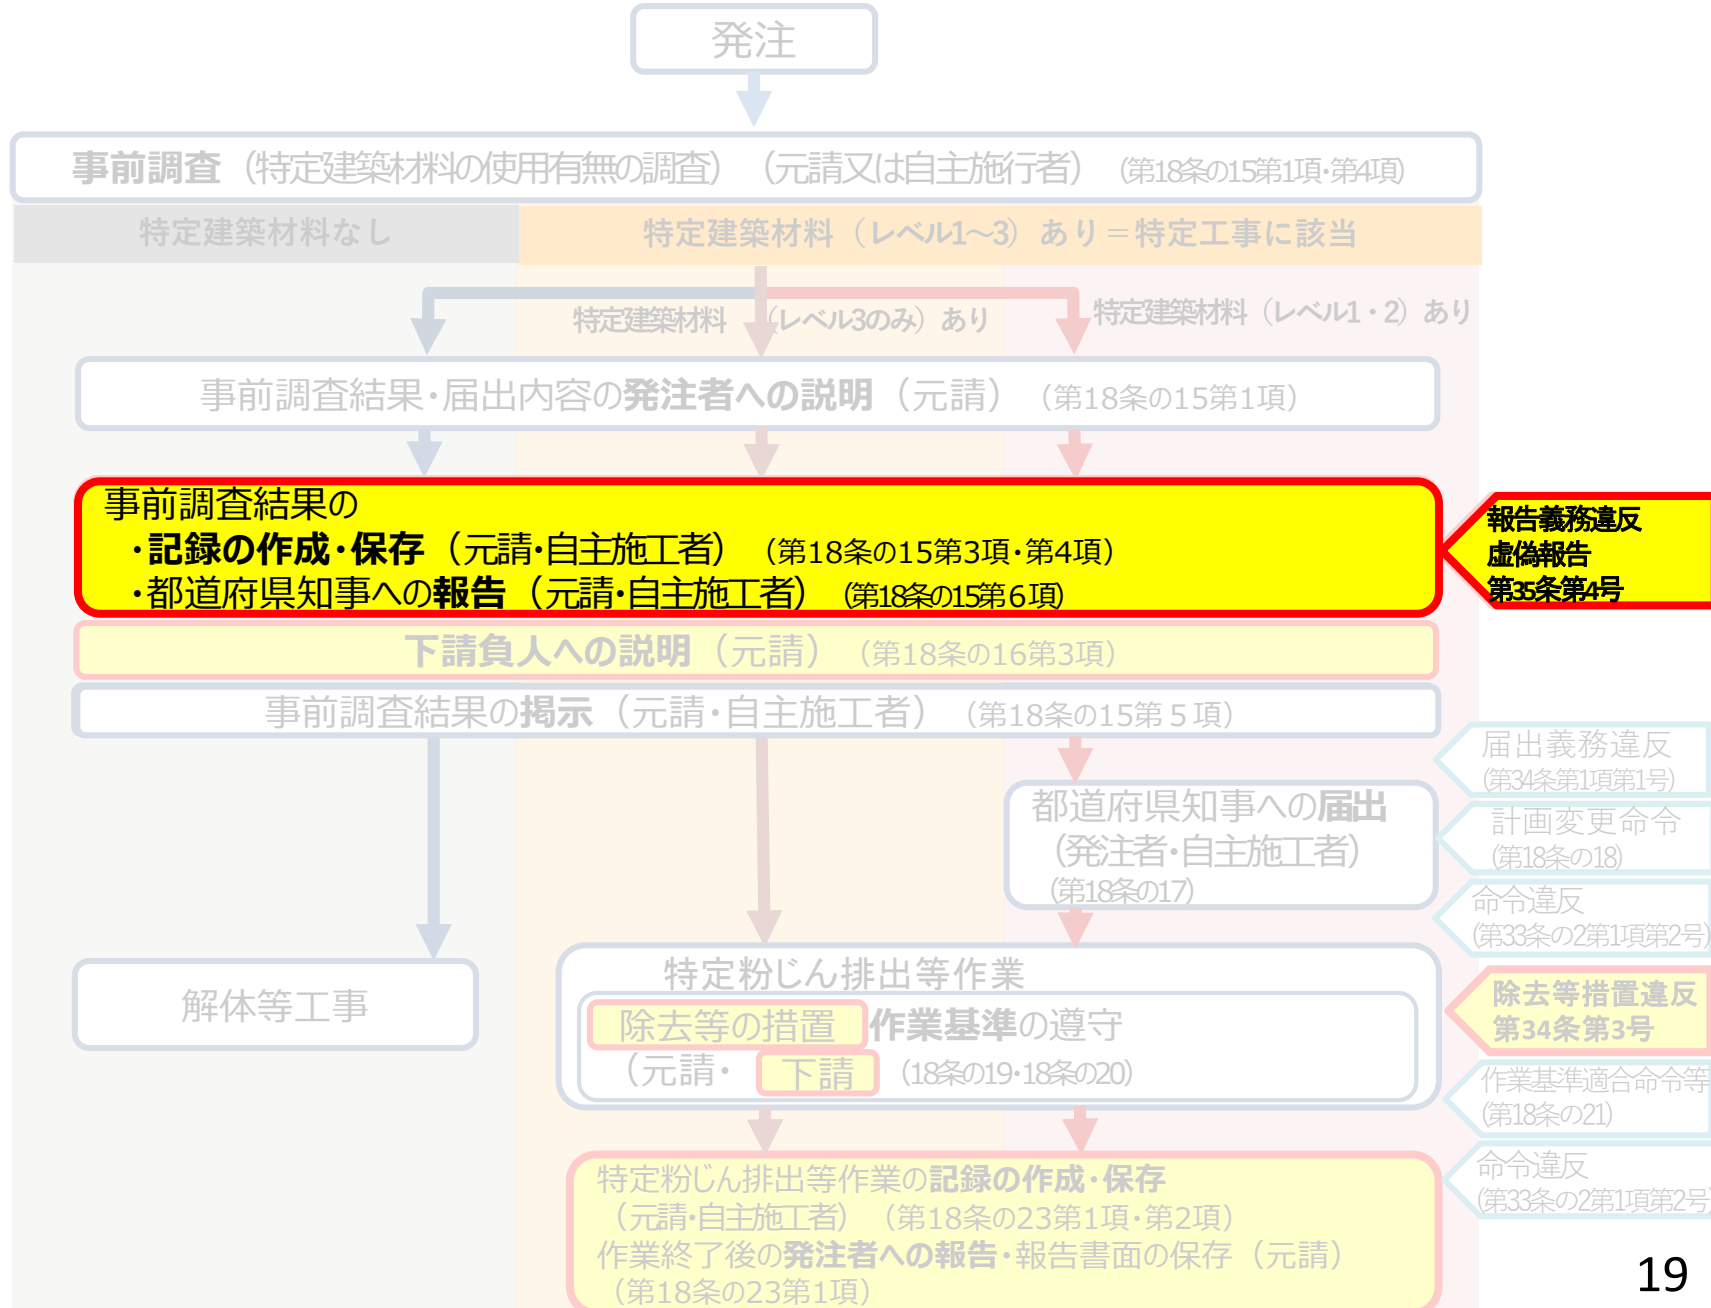 発注
事前調査（特定建築材料の使用有無の調査）（元請又は自主施行者）（第18条の15第1項・第4項）
特定建築材料なし
特定建築材料（レベル1～3）あり＝特定工事に該当
特定建築材料（レベル3のみ）あり
特定建築材料（レベル1・2）あり
事前調査結果・届出内容の発注者への説明（元請）（第18条の15第1項）
事前調査結果の
・記録の作成・保存（元請・自主施工者）（第18条の15第3項・第4項）
・都道府県知事への報告（元請・自主施工者）（第18条の15第６項）
報告義務違反
虚偽報告
第35条第4号
下請負人への説明（元請）（第18条の16第3項）
事前調査結果の掲示（元請・自主施工者）（第18条の15第５項）
届出義務違反
(第34条第1項第1号)
都道府県知事への届出
（発注者・自主施工者）
（第18条の17）
計画変更命令
(第18条の18)
命令違反
(第33条の2第1項第2号)
解体等工事
特定粉じん排出等作業
除去等の措置 作業基準の遵守
（元請・ 下請 （18条の19・18条の20）
除去等措置違反
第34条第3号
作業基準適合命令等
(第18条の21)
命令違反
(第33条の2第1項第2号)
特定粉じん排出等作業の記録の作成・保存
（元請・自主施工者）（第18条の23第1項・第2項）
作業終了後の発注者への報告・報告書面の保存（元請）
（第18条の23第1項）
19